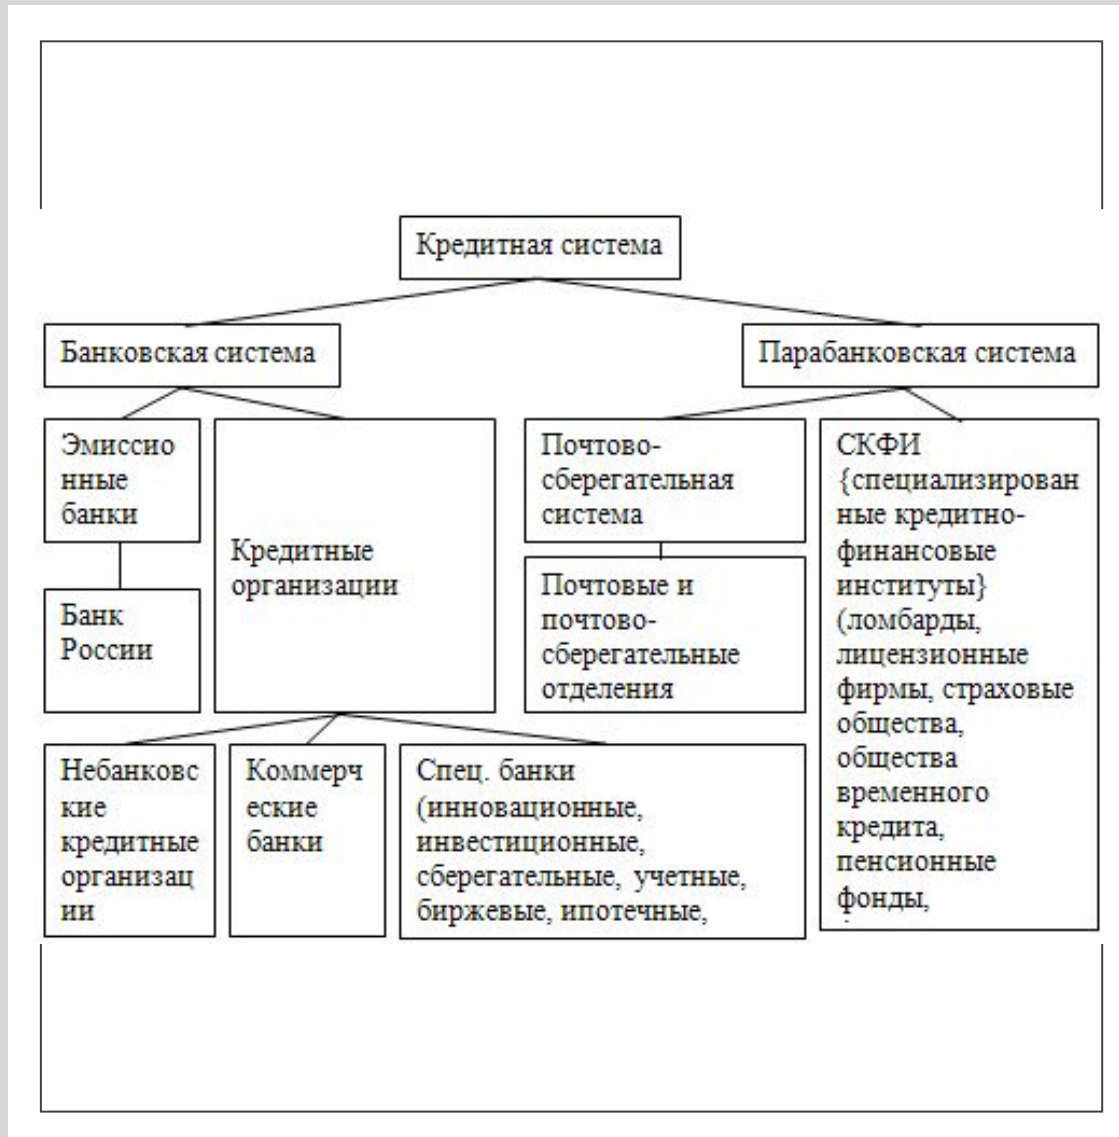 Кредитная система
Банковская система
Парабанковская система
Эмиссио
нные
банки
Кредитные
организации
Почтово-
сберегательная
система
СКФИ
{специализирован
ные кредитно-
финансовые
институты}
(ломбарды,
лицензионные
фирмы, страховые
общества,
общества
временного
кредита,
пенсионные
фонды,
Банк
России
Почтовые и
почтово-
сберегательные
отделения
Небанковс
кие
кредитные
организац
ии
Коммерч
еские
банки
Спец. банки
(инновационные,
инвестиционные,
сберегательные, учетные,
биржевые, ипотечные,